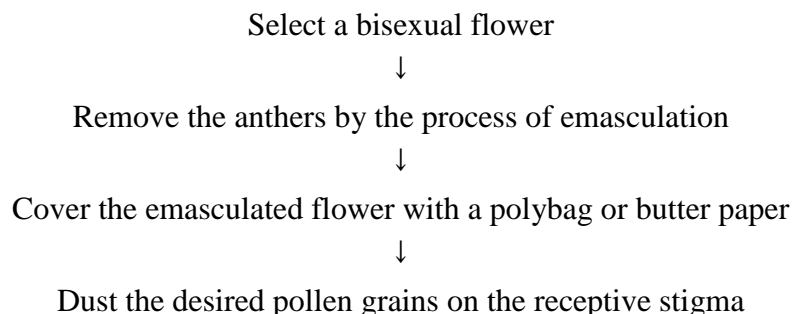 Select a bisexual flower
↓
Remove the anthers by the process of emasculation
↓
Cover the emasculated flower with a polybag or butter paper
↓
Dust the desired pollen grains on the receptive stigma